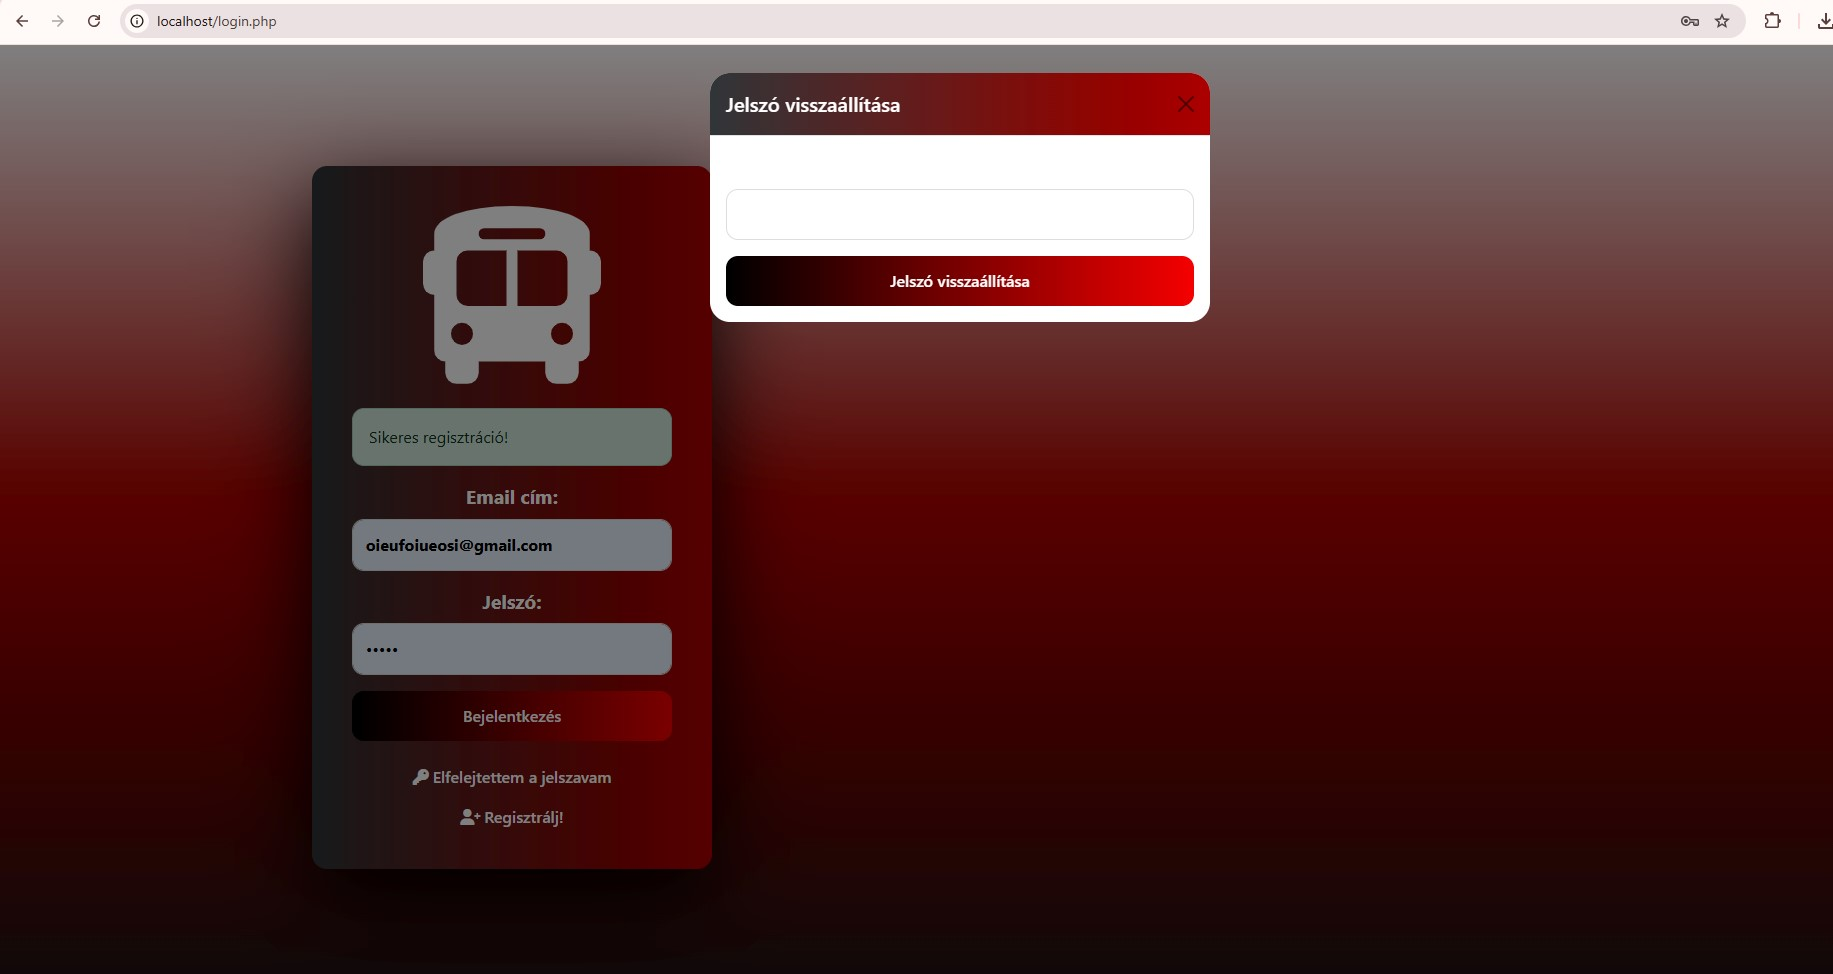 localhost/login.php
Jelszó visszaállítása
Jelszó visszaállítása
Sikeres regisztráció!
Email cím:
oieufoiueosi@gmail.com
Jelszó:
•••••
Bejelentkezés
Elfelejtettem a jelszavam
Regisztrálj!